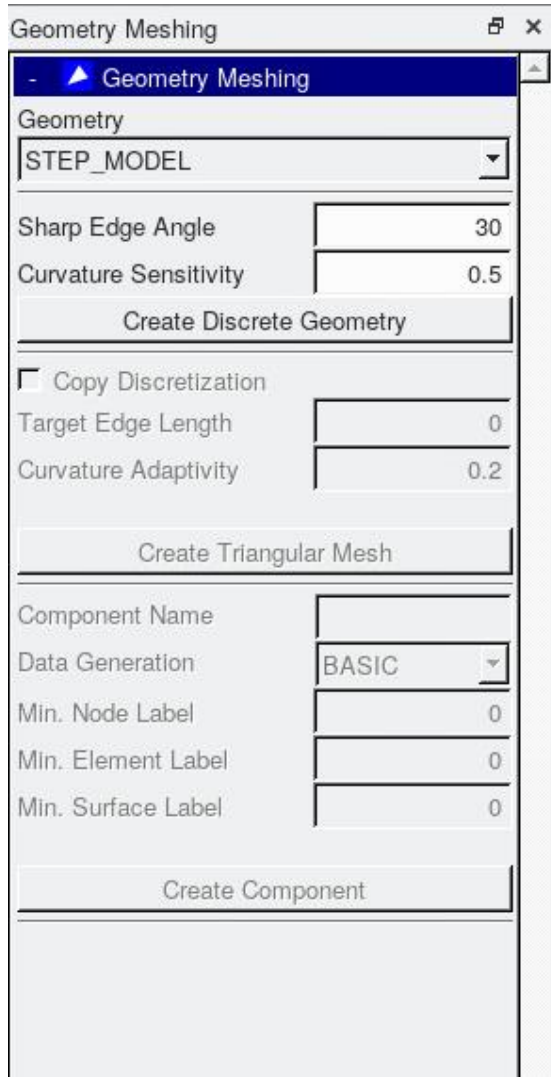 Geometry Meshing
- Geometry Meshing
Geometry
STEP_MODEL
Sharp Edge Angle 30
Curvature Sensitivity 0.5
Create Discrete Geometry
Copy Discretization
Target Edge Length 0
Curvature Adaptivity 0.2
Create Triangular Mesh
Component Name
Data Generation BASIC
Min. Node Label 0
Min. Element Label 0
Min. Surface Label 0
Create Component